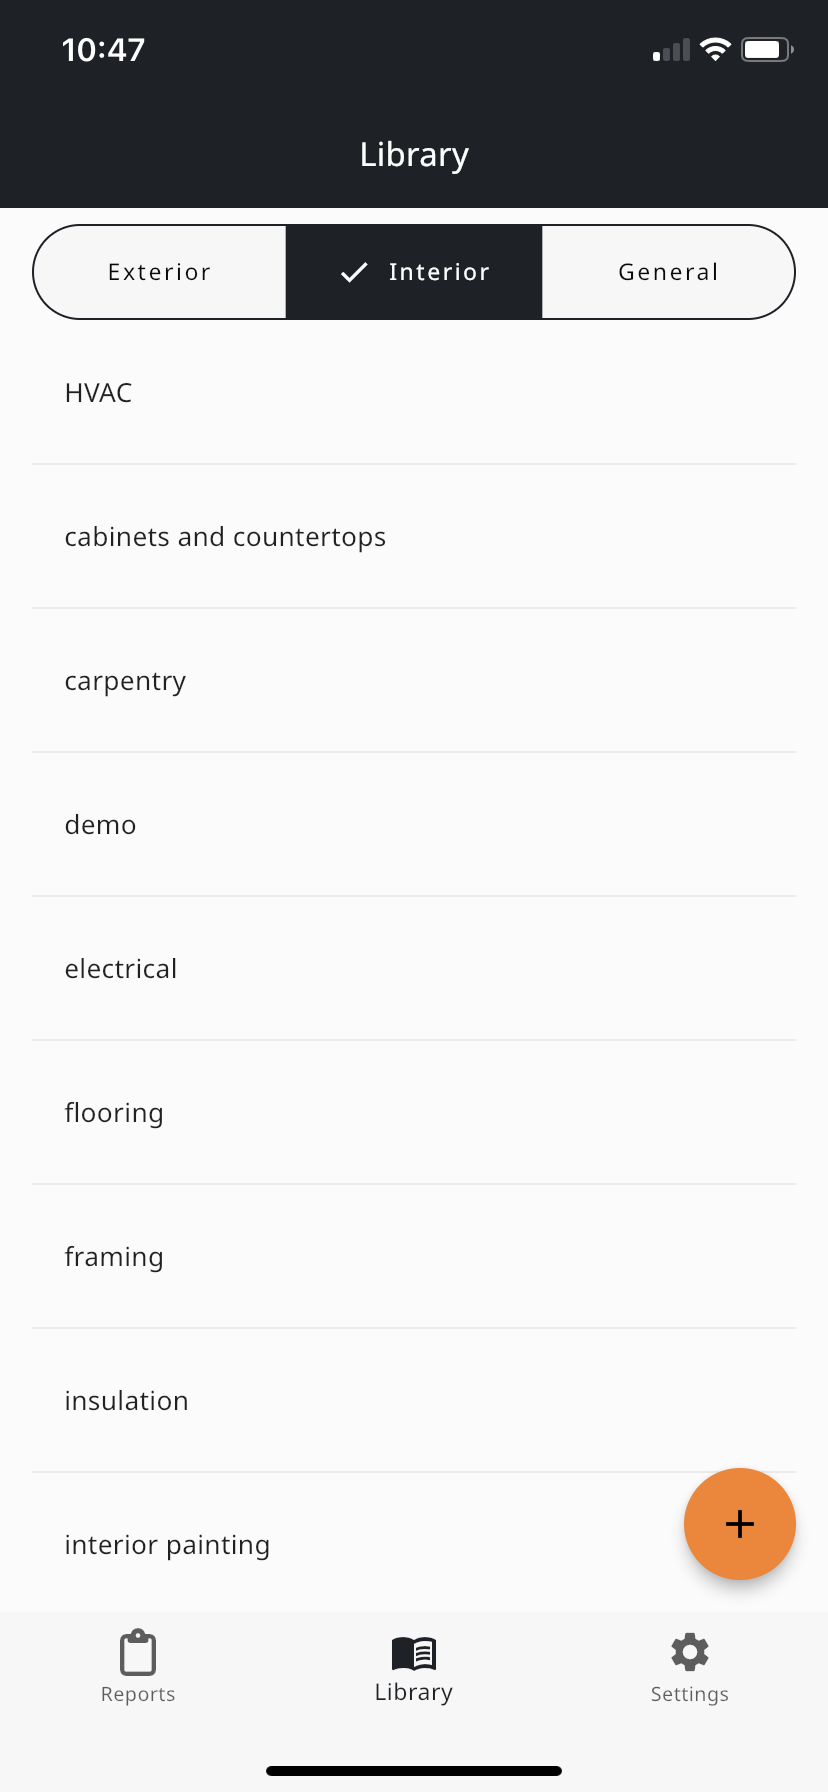 10:47
Library
Exterior
Interior
General
HVAC
cabinets and countertops
carpentry
demo
electrical
flooring
framing
insulation
interior painting
Reports
Library
Settings